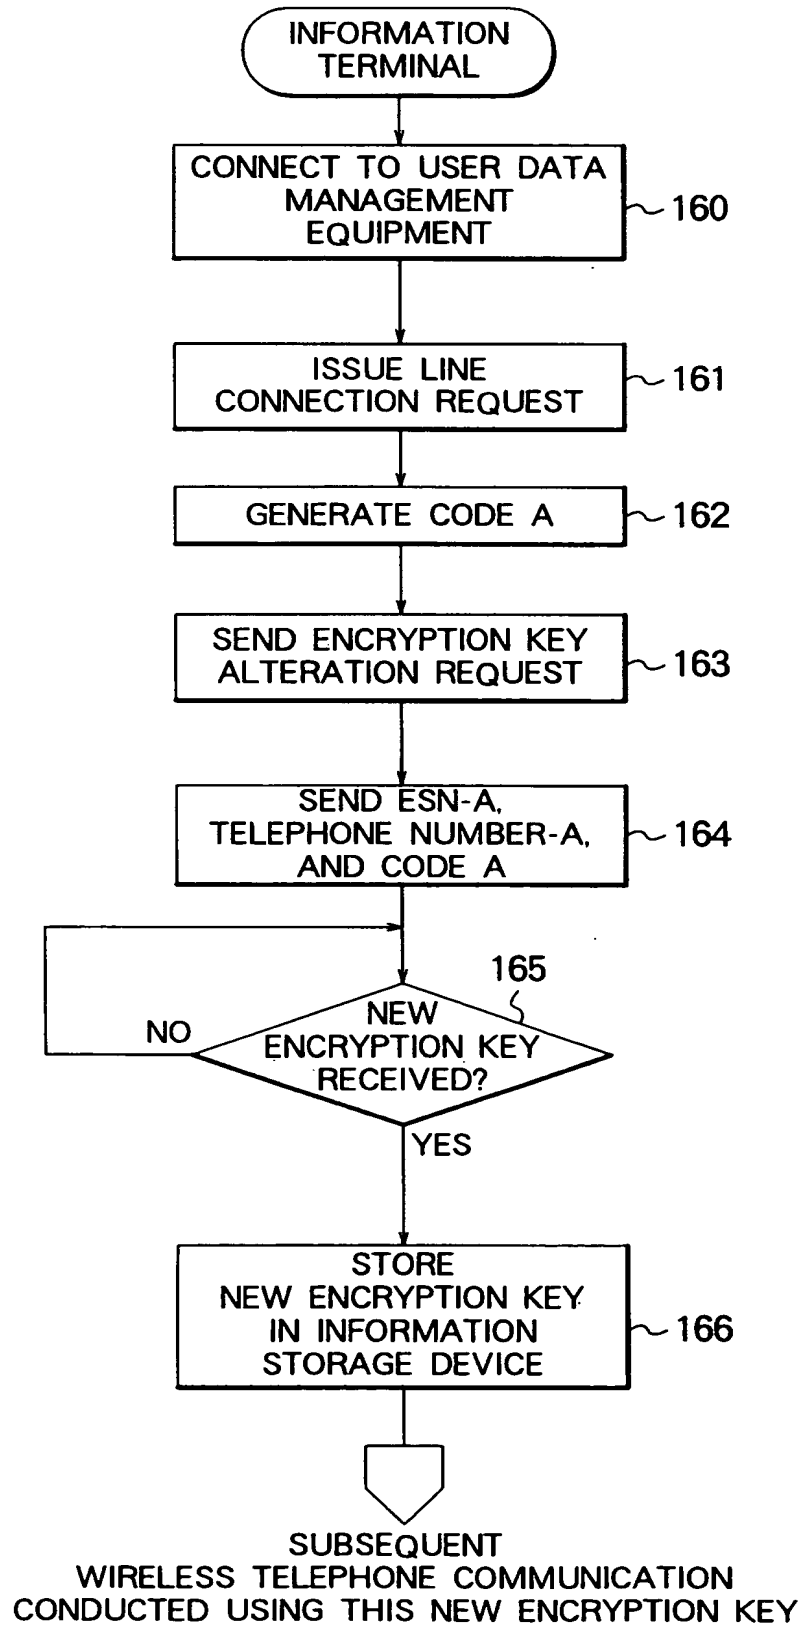 INFORMATION
TERMINAL
CONNECT TO USER DATA
MANAGEMENT
EQUIPMENT
160
ISSUE LINE
CONNECTION REQUEST
161
GENERATE CODE A
162
SEND ENCRYPTION KEY
ALTERATION REQUEST
163
SEND ESN-A,
TELEPHONE NUMBER-A,
AND CODE A
164
165
NEW
ENCRYPTION KEY
RECEIVED?
NO
YES
STORE
NEW ENCRYPTION KEY
IN INFORMATION
STORAGE DEVICE
166
SUBSEQUENT
WIRELESS TELEPHONE COMMUNICATION
CONDUCTED USING THIS NEW ENCRYPTION KEY